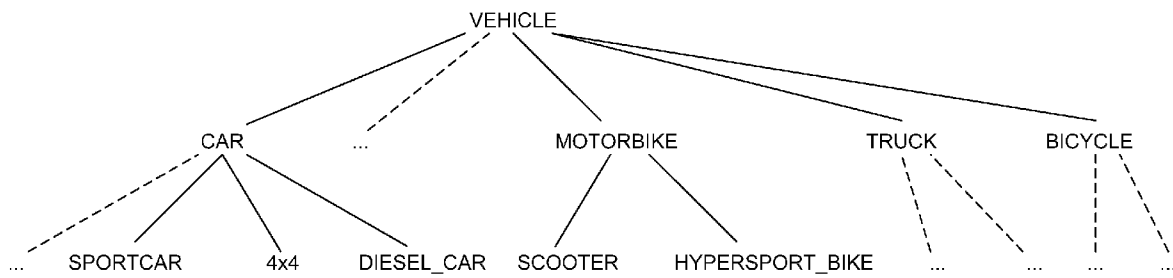 VEHICLE
CAR ... MOTORBIKE TRUCK BICYCLE
... SPORTCAR 4x4 DIESEL_CAR SCOOTER HYPERSPORT_BIKE ... ... ... ...